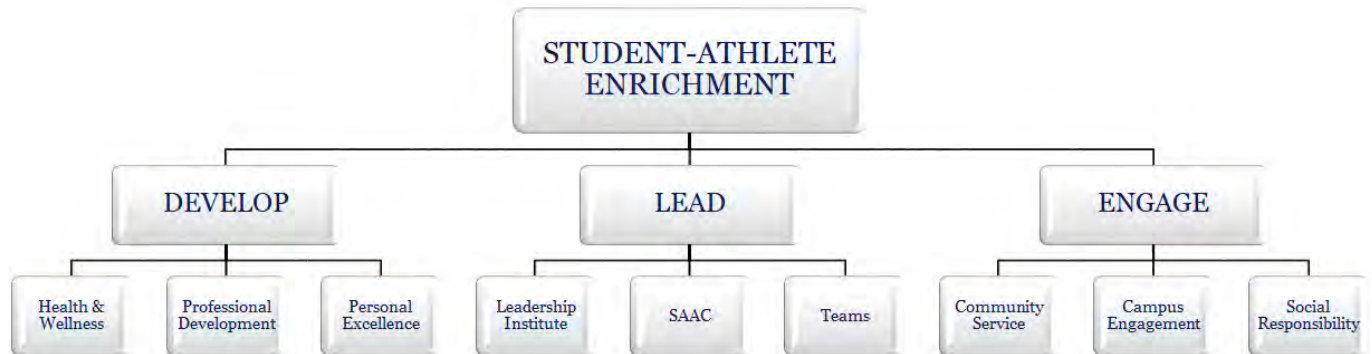 STUDENT-ATHLETE
ENRICHMENT
DEVELOP
LEAD
ENGAGE
Health &
Wellness
Professional
Development
Personal
Excellence
Leadership
Institute
SAAC
Teams
Community
Service
Campus
Engagement
Social
Responsibility